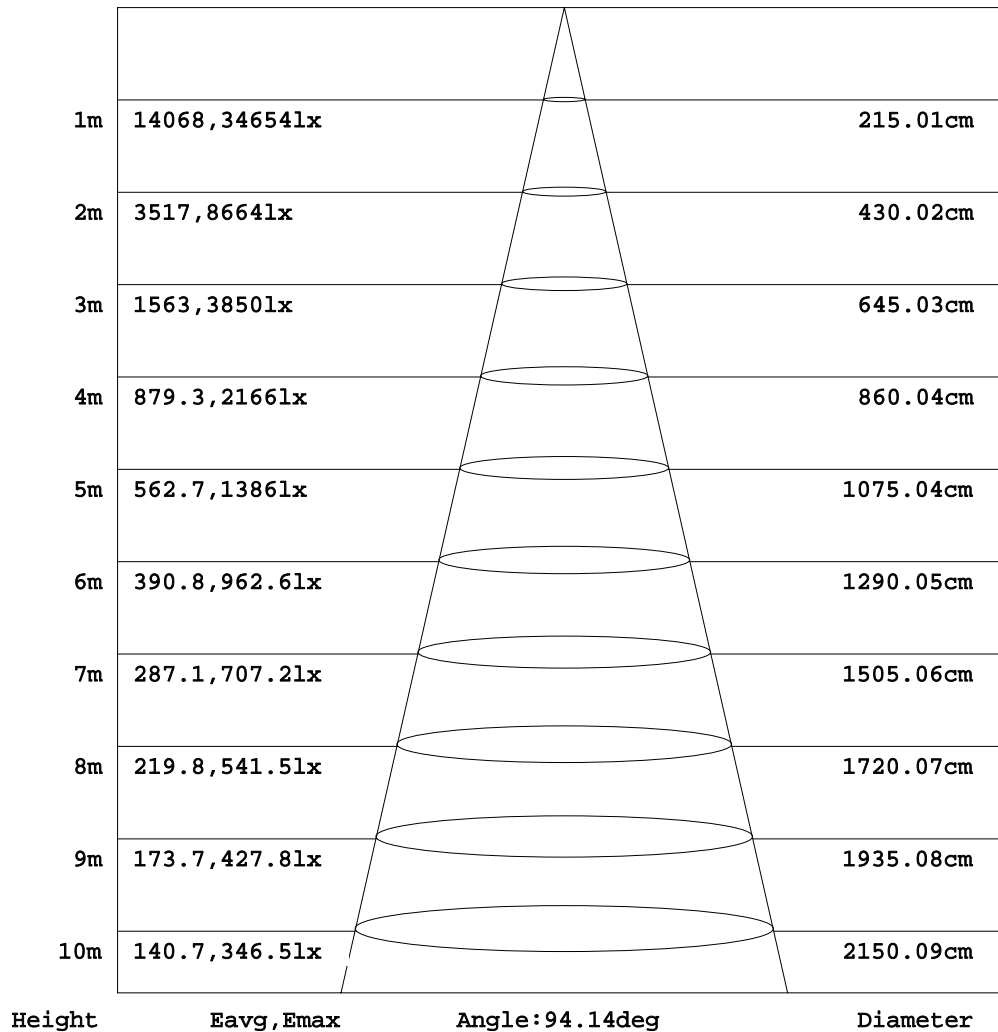 1m 14068,34654lx 215.01cm
2m 3517,8664lx 430.02cm
3m 1563,3850lx 645.03cm
4m 879.3,2166lx 860.04cm
5m 562.7,1386lx 1075.04cm
6m 390.8,962.6lx 1290.05cm
7m 287.1,707.2lx 1505.06cm
8m 219.8,541.5lx 1720.07cm
9m 173.7,427.8lx 1935.08cm
10m 140.7,346.5lx 2150.09cm
Height Eavg,Emax Angle:94.14deg Diameter